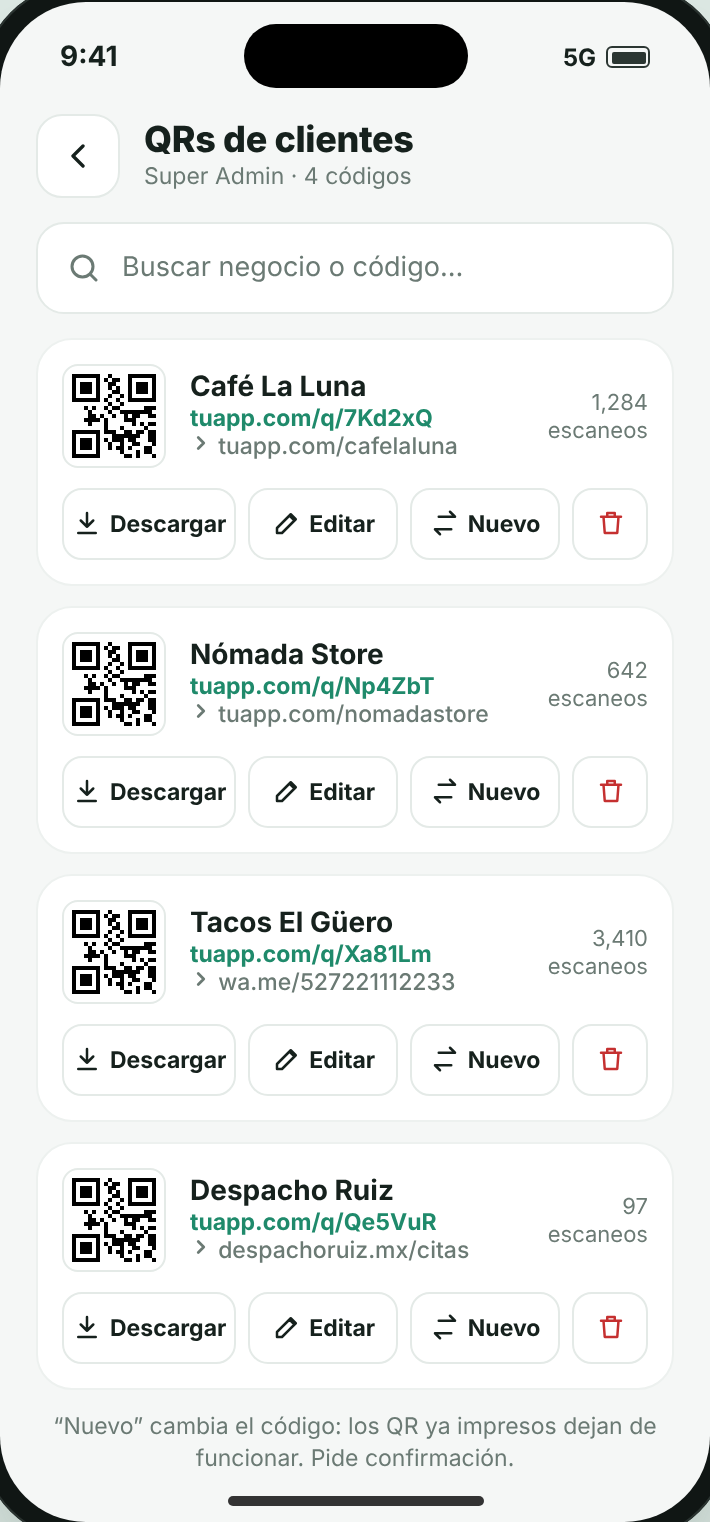 9:41
5G
QRs de clientes
Super Admin · 4 códigos
Buscar negocio o código...
Café La Luna
tuapp.com/q/7Kd2xQ
tuapp.com/cafelaluna
1,284
escaneos
Descargar
Editar
Nuevo
Nómada Store
tuapp.com/q/Np4ZbT
tuapp.com/nomadastore
642
escaneos
Descargar
Editar
Nuevo
Tacos El Güero
tuapp.com/q/Xa81Lm
wa.me/527221112233
3,410
escaneos
Descargar
Editar
Nuevo
Despacho Ruiz
tuapp.com/q/Qe5VuR
despachoruiz.mx/citas
97
escaneos
Descargar
Editar
Nuevo
“Nuevo” cambia el código: los QR ya impresos dejan de
funcionar. Pide confirmación.